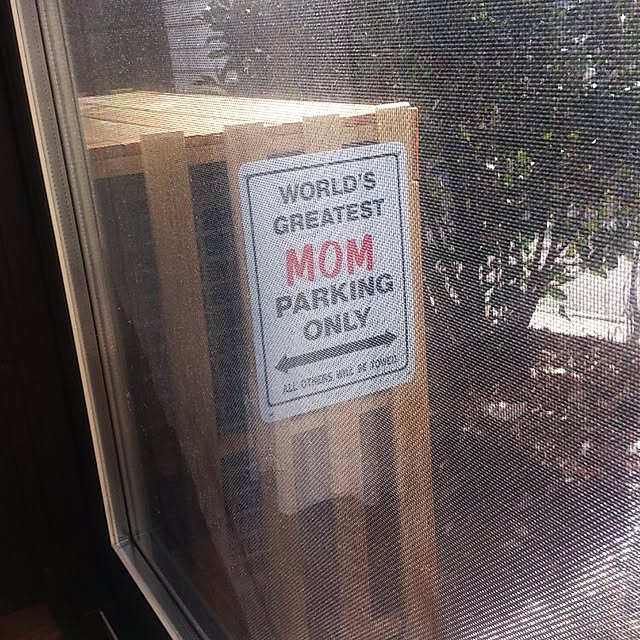 WORLD'S
GREATEST
MOM
PARKING
ONLY
ALL OTHERS WILL BE TOWED